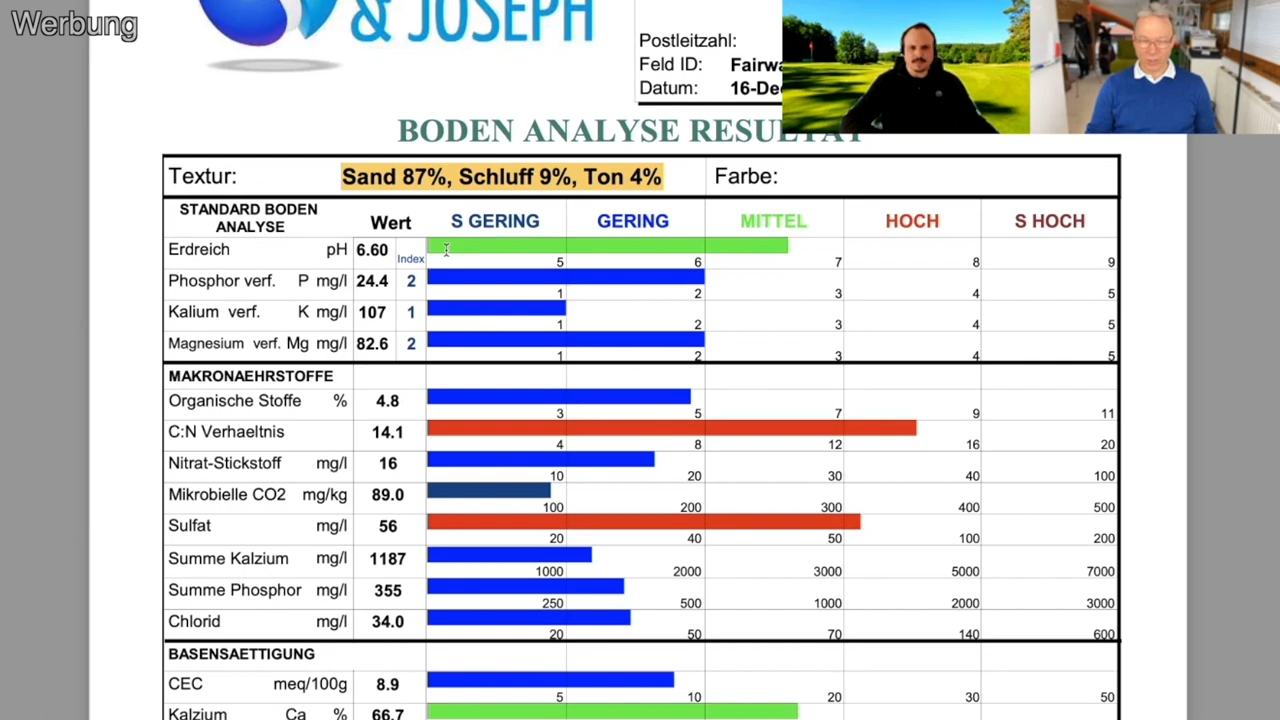 Werbung
& JOSEPH
Postleitzahl:
Feld ID: Fairwa
Datum: 16-Dec
BODEN ANALYSE RESULTAT
Textur: Sand 87%, Schluff 9%, Ton 4% Farbe:
STANDARD BODEN ANALYSE Wert S GERING GERING MITTEL HOCH S HOCH
Erdreich pH 6.60 Index 5 6 7 8 9
Phosphor verf. P mg/l 24.4 2 1 2 3 4 5
Kalium verf. K mg/l 107 1 1 2 3 4 5
Magnesium verf. Mg mg/l 82.6 2 1 2 3 4 5
MAKRONAEHRSTOFFE
Organische Stoffe % 4.8 3 5 7 9 11
C:N Verhaeltnis 14.1 4 8 12 16 20
Nitrat-Stickstoff mg/l 16 10 20 30 40 100
Mikrobielle CO2 mg/kg 89.0 100 200 300 400 500
Sulfat mg/l 56 20 40 50 100 200
Summe Kalzium mg/l 1187 1000 2000 3000 5000 7000
Summe Phosphor mg/l 355 250 500 1000 2000 3000
Chlorid mg/l 34.0 20 50 70 140 600
BASENSAETTIGUNG
CEC meq/100g 8.9 5 10 20 30 50
Kalzium Ca % 66.7